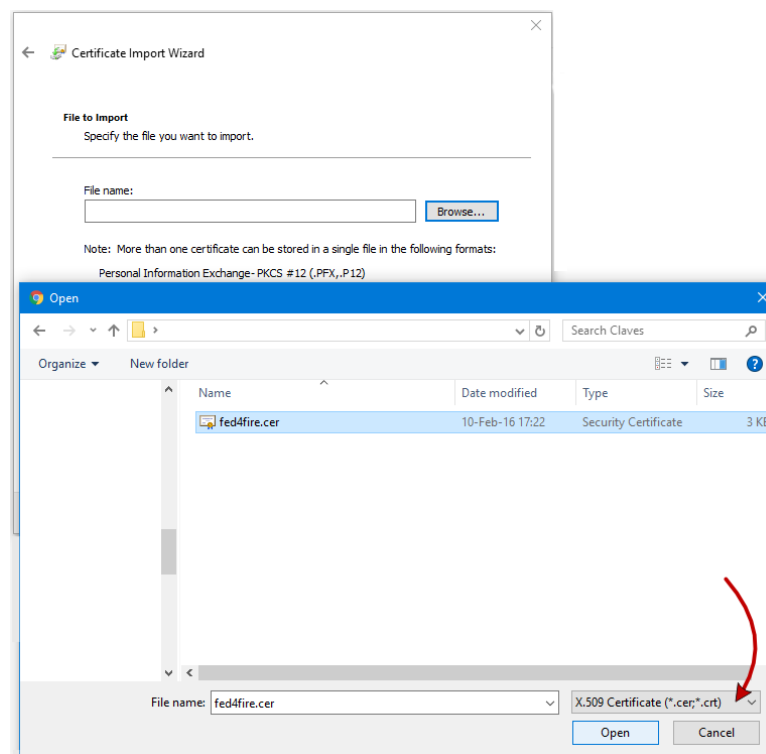 Certificate Import Wizard
File to Import
Specify the file you want to import.
File name:
Browse...
Note: More than one certificate can be stored in a single file in the following formats:
Personal Information Exchange- PKCS #12 (.PFX,.P12)
Open
Search Claves
Organize
New folder
Name Date modified Type Size
fed4fire.cer 10-Feb-16 17:22 Security Certificate 3 KB
File name: fed4fire.cer X.509 Certificate (*.cer;*.crt)
Open Cancel